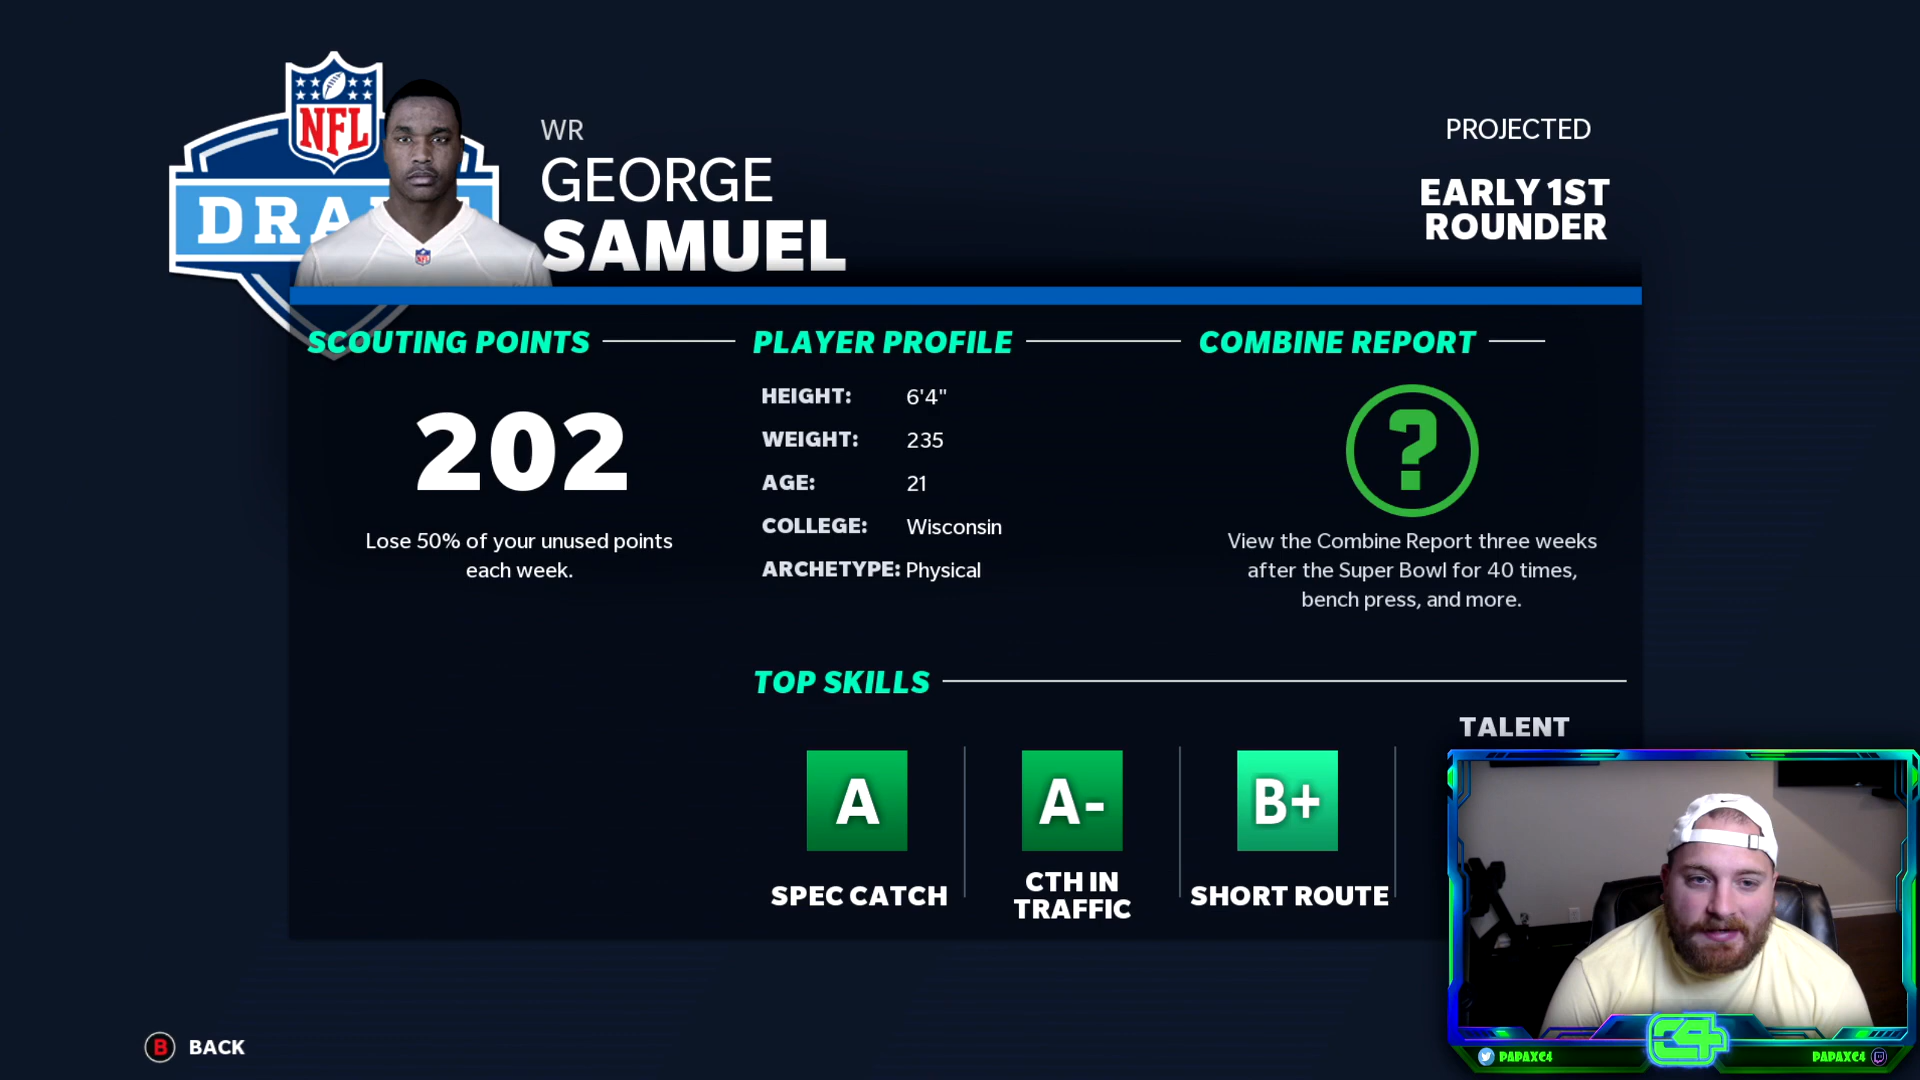 NFL
DRA
WR
GEORGE
SAMUEL
PROJECTED
EARLY 1ST
ROUNDER
SCOUTING POINTS
202
Lose 50% of your unused points
each week.
PLAYER PROFILE
HEIGHT: 6'4"
WEIGHT: 235
AGE: 21
COLLEGE: Wisconsin
ARCHETYPE: Physical
COMBINE REPORT
?
View the Combine Report three weeks
after the Super Bowl for 40 times,
bench press, and more.
TOP SKILLS
TALENT
A
SPEC CATCH
A-
CTH IN
TRAFFIC
B+
SHORT ROUTE
B BACK
C4
PAPAXC4
PAPAXC4